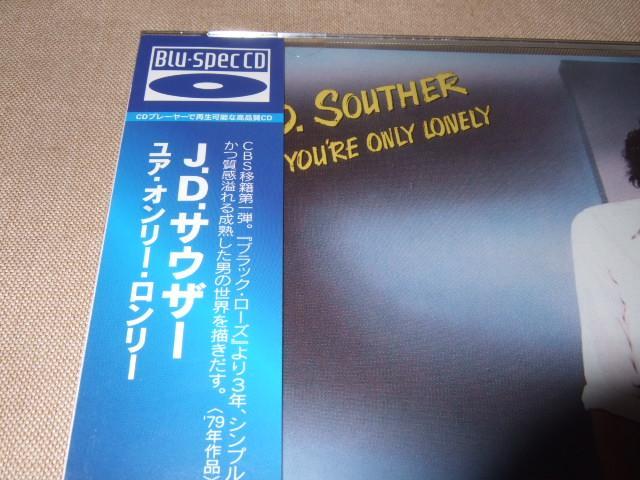 BLU-SPEC CD
CDプレーヤーで再生可能な高品質CD
J.D.サウザー
ユア・オンリー・ロンリー
CBS移籍第一弾。『ブラック・ローズ』より3年、シンプル
かつ質感溢れる成熟した男の世界を描きだす。〈'79年作品〉
D. SOUTHER
YOU'RE ONLY LONELY